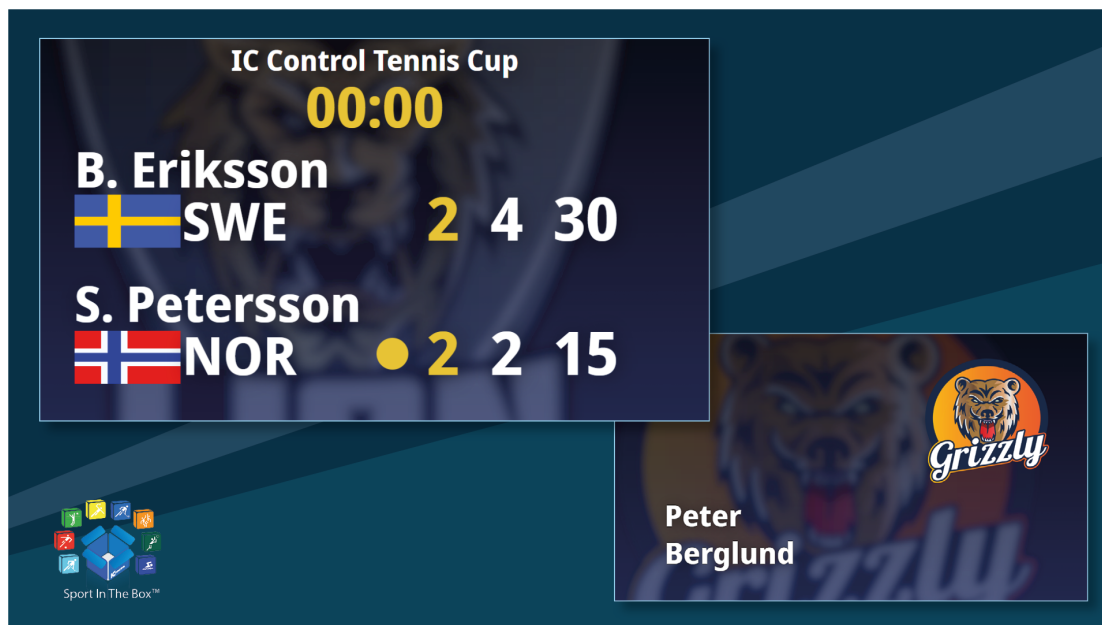 IC Control Tennis Cup
00:00
B. Eriksson
SWE 2 4 30
S. Petersson
NOR 2 2 15
Grizzly
Peter
Berglund
Grizzly
Sport In The Box™